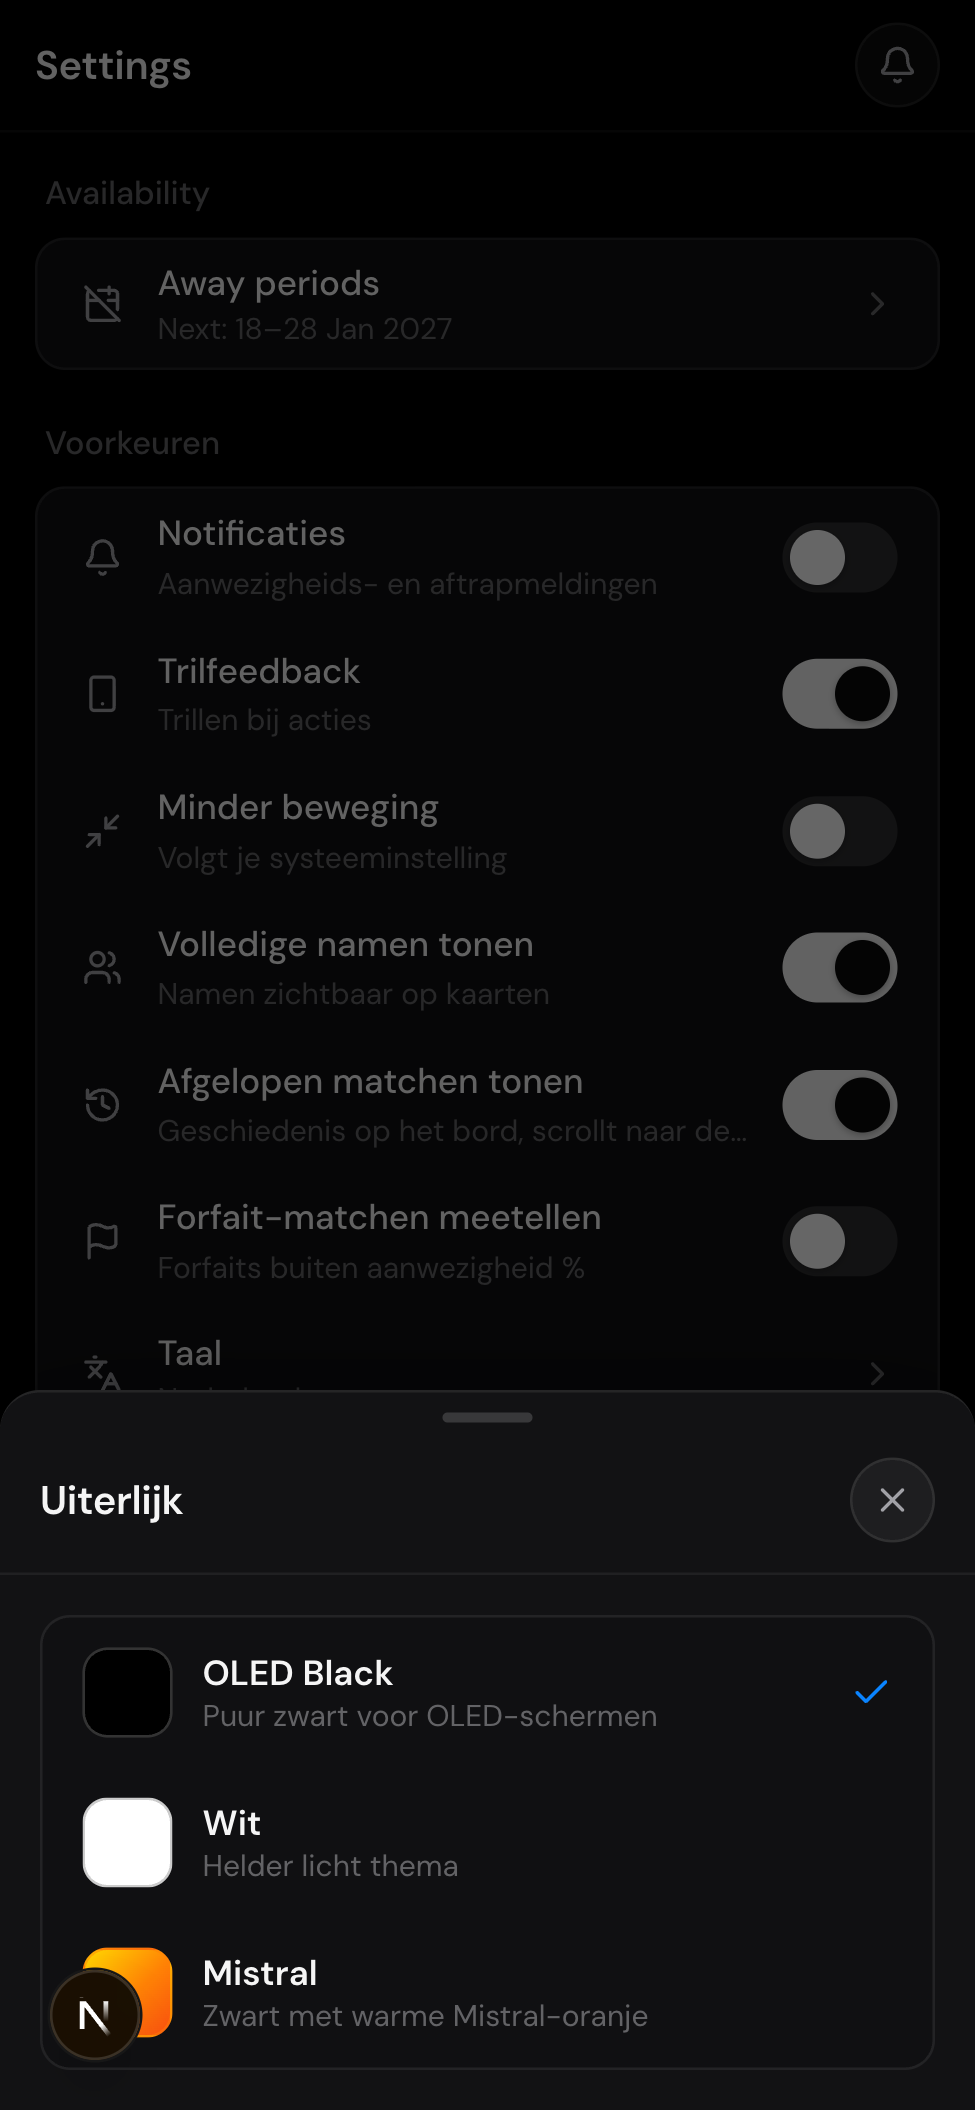 Settings
Availability
Away periods
Next: 18–28 Jan 2027
Voorkeuren
Notificaties
Aanwezigheids- en aftrapmeldingen
Trilfeedback
Trillen bij acties
Minder beweging
Volgt je systeeminstelling
Volledige namen tonen
Namen zichtbaar op kaarten
Afgelopen matchen tonen
Geschiedenis op het bord, scrollt naar de...
Forfait-matchen meetellen
Forfaits buiten aanwezigheid %
Taal
Uiterlijk
OLED Black
Puur zwart voor OLED-schermen
Wit
Helder licht thema
Mistral
Zwart met warme Mistral-oranje
N